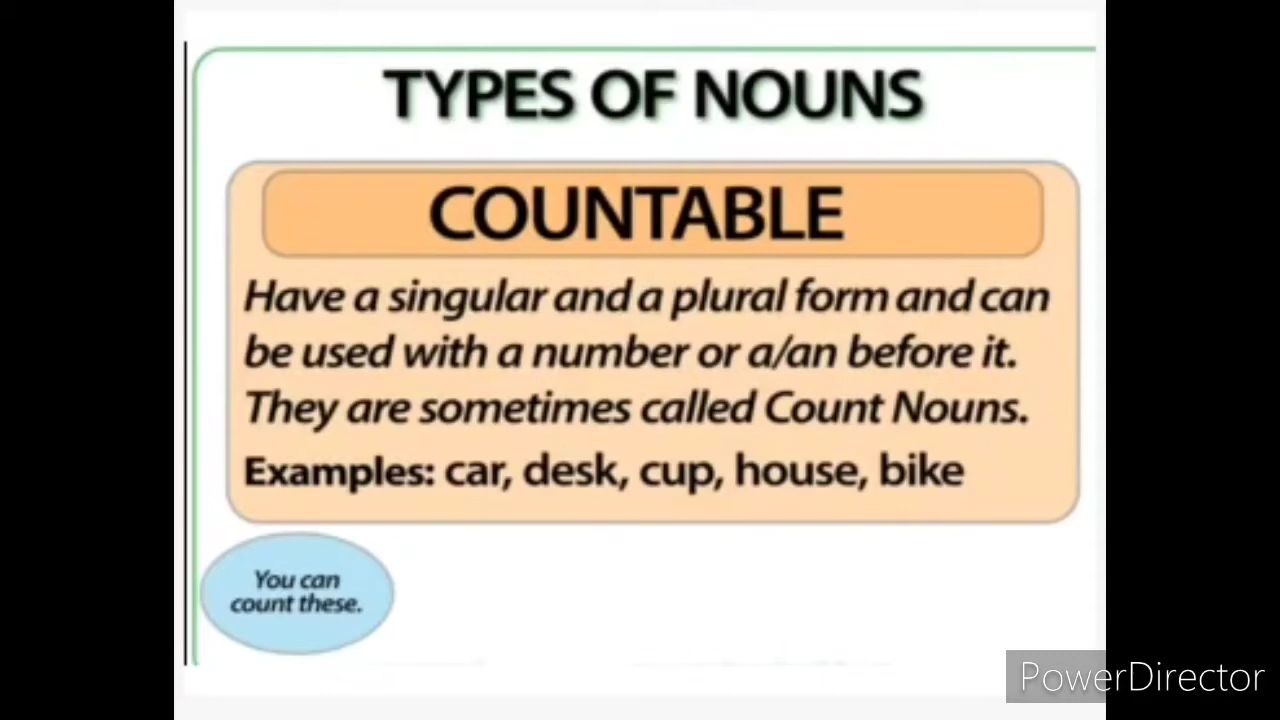 TYPES OF NOUNS
COUNTABLE
Have a singular and a plural form and can
be used with a number or a/an before it.
They are sometimes called Count Nouns.
Examples: car, desk, cup, house, bike
You can
count these.
PowerDirector